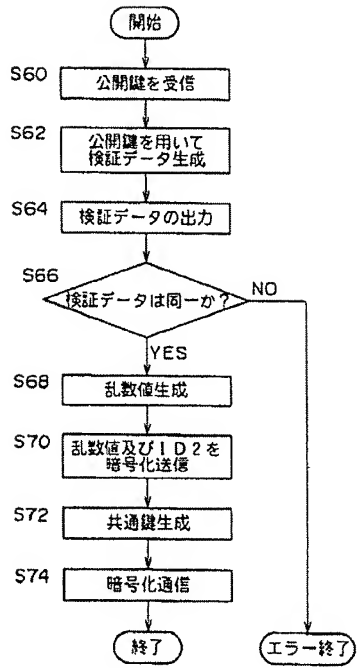 開始
S60
公開鍵を受信
S62
公開鍵を用いて
検証データ生成
S64
検証データの出力
S66
検証データは同一か?
NO
YES
S68
乱数値生成
S70
乱数値及びID2を
暗号化送信
S72
共通鍵生成
S74
暗号化通信
終了
エラー終了